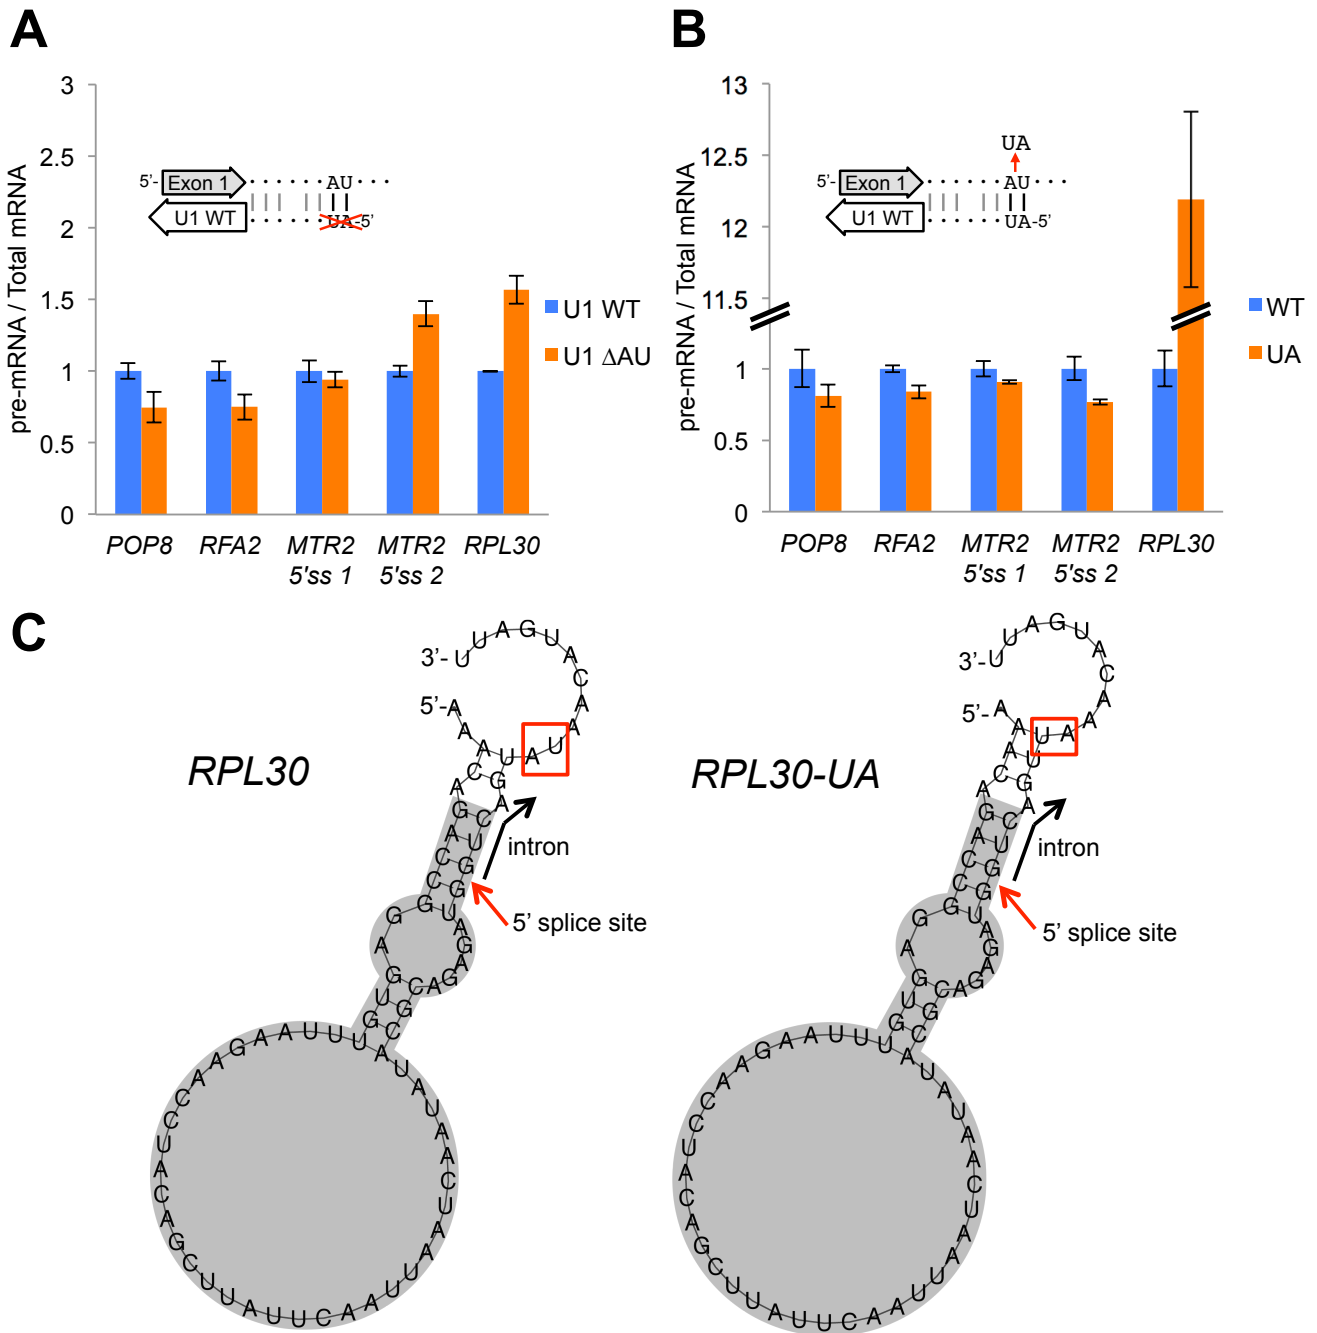 A
3
2.5
2
1.5
1
0.5
0
pre-mRNA / Total mRNA
5'- Exon 1 · · · · · · AU · · ·
U1 WT · · · · · · UA-5'
U1 WT
U1 ΔAU
POP8
RFA2
MTR2
5'ss 1
MTR2
5'ss 2
RPL30
B
13
12.5
12
11.5
1
0.5
0
pre-mRNA / Total mRNA
UA
5'- Exon 1 · · · · · · AU · · ·
U1 WT · · · · · · UA-5'
WT
UA
POP8
RFA2
MTR2
5'ss 1
MTR2
5'ss 2
RPL30
C
3'-
5'-
RPL30
intron
5' splice site
3'-
5'-
RPL30-UA
intron
5' splice site